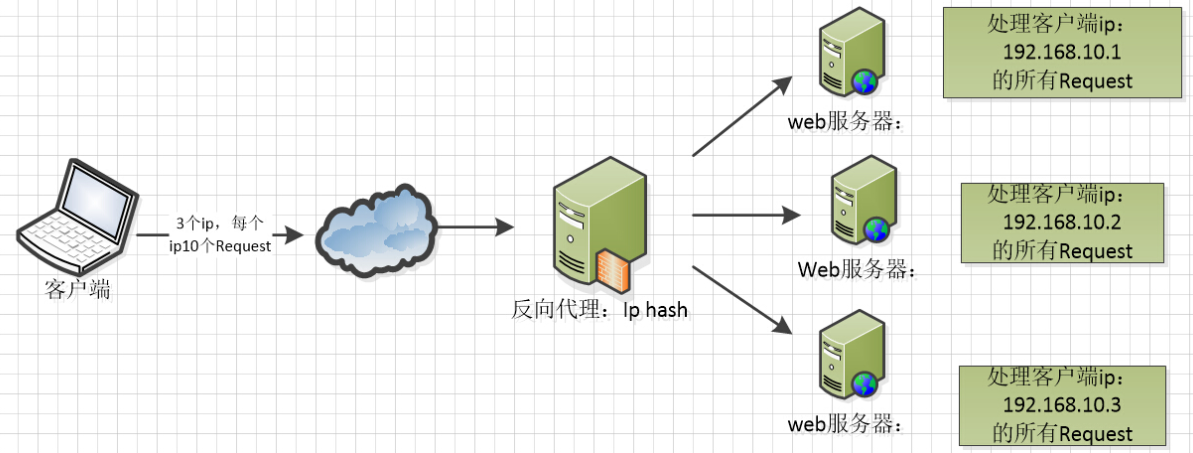 处理客户端ip：
192.168.10.1
的所有Request
web服务器：
3个ip，每个
ip10个Request
客户端
反向代理：Ip hash
处理客户端ip：
192.168.10.2
的所有Request
Web服务器：
处理客户端ip：
192.168.10.3
的所有Request
web服务器：